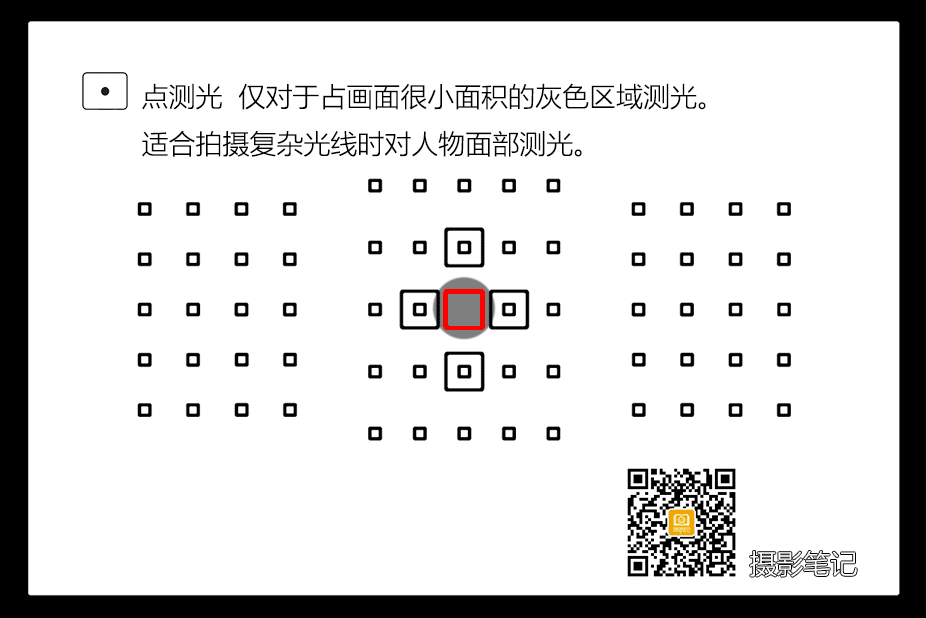 点测光 仅对于占画面很小面积的灰色区域测光。
适合拍摄复杂光线时对人物面部测光。
摄影笔记